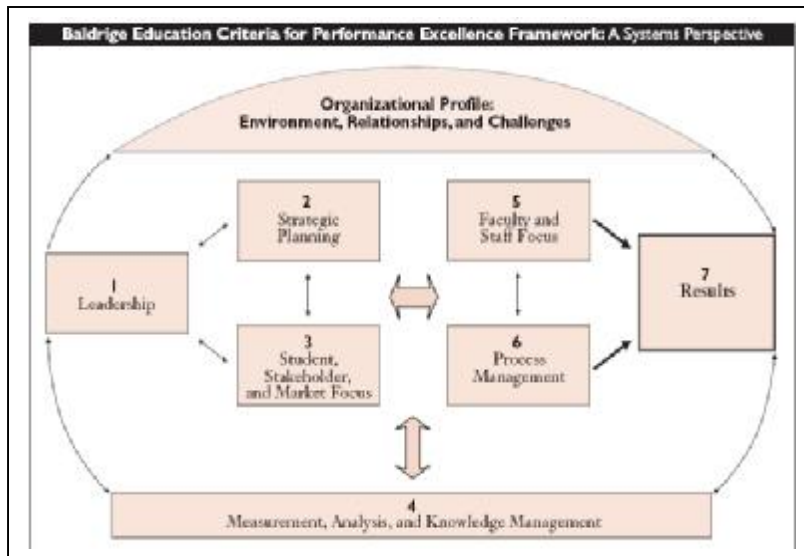 Baldrige Education Criteria for Performance Excellence Framework: A Systems Perspective
Organizational Profile:
Environment, Relationships, and Challenges
2
Strategic
Planning
5
Faculty and
Staff Focus
1
Leadership
7
Results
3
Student,
Stakeholder,
and Market Focus
6
Process
Management
4
Measurement, Analysis, and Knowledge Management